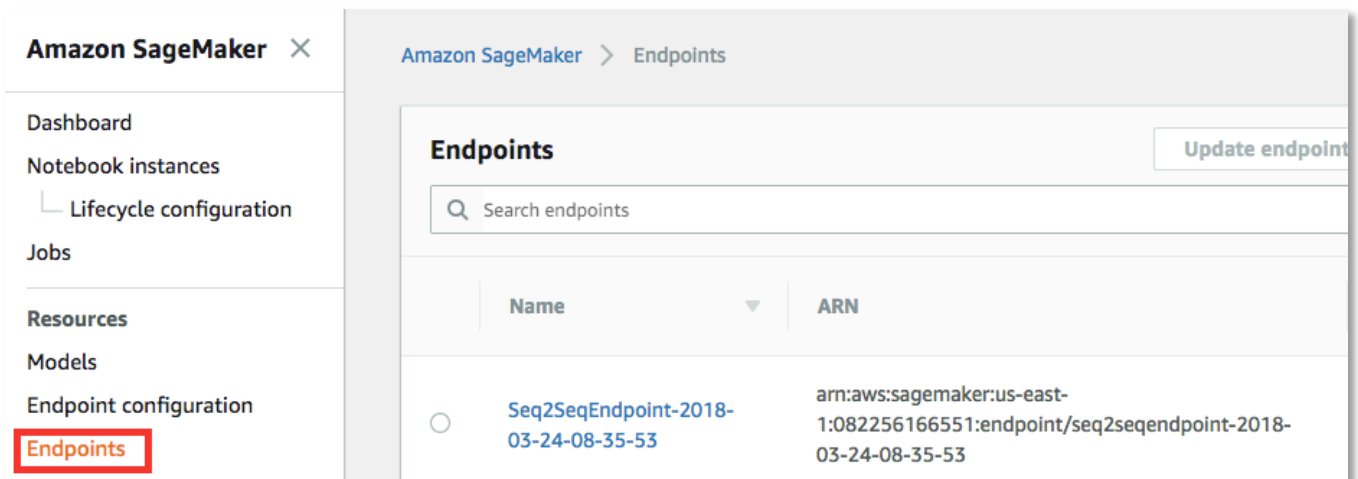 Amazon SageMaker
Dashboard
Notebook instances
Lifecycle configuration
Jobs
Resources
Models
Endpoint configuration
Endpoints
Amazon SageMaker > Endpoints
Endpoints
Update endpoint
Search endpoints
Name
ARN
Seq2SeqEndpoint-2018-
03-24-08-35-53
arn:aws:sagemaker:us-east-
1:082256166551:endpoint/seq2seqendpoint-2018-
03-24-08-35-53